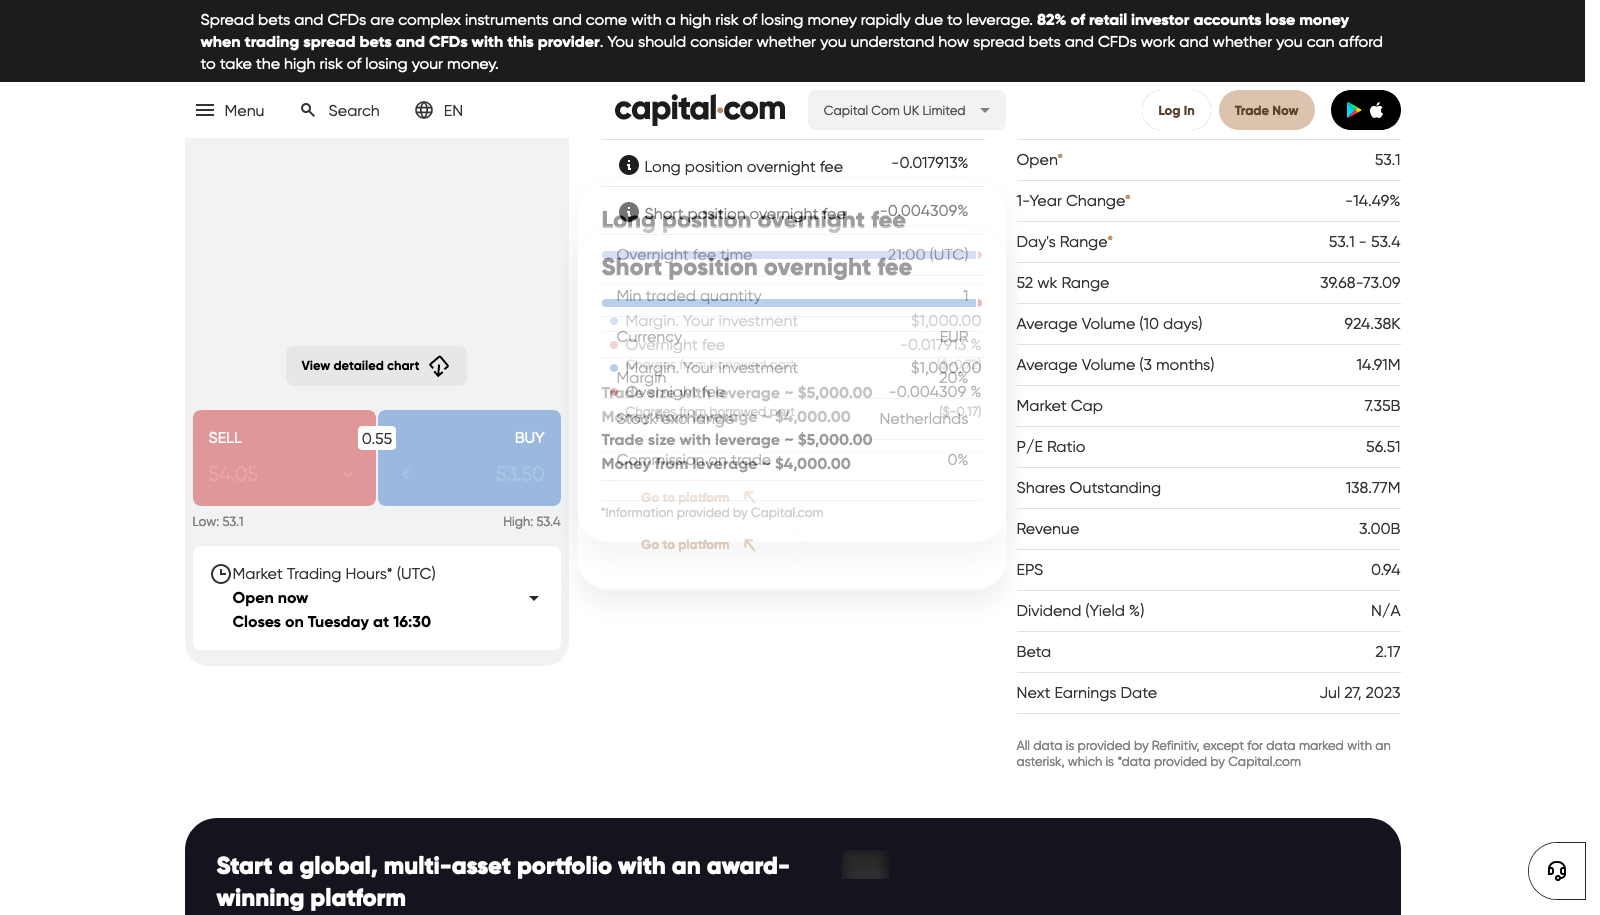 Spread bets and CFDs are complex instruments and come with a high risk of losing money rapidly due to leverage. 82% of retail investor accounts lose money
when trading spread bets and CFDs with this provider. You should consider whether you understand how spread bets and CFDs work and whether you can afford
to take the high risk of losing your money.
Menu
Search
EN
capital.com
Capital Com UK Limited
Log In
Trade Now
View detailed chart
SELL
0.55
BUY
54.05
53.50
Low: 53.1
High: 53.4
Market Trading Hours* (UTC)
Open now
Closes on Tuesday at 16:30
Long position overnight fee -0.017913%
Short position overnight fee -0.004309%
Overnight fee time 21:00 (UTC)
Min traded quantity 1
Currency EUR
Margin 20%
Stock exchange Netherlands
Commission on trade 0%
*Information provided by Capital.com
Long position overnight fee
Margin. Your investment $1,000.00
Overnight fee -0.017913 %
Charges from borrowed part ($-0.72)
Trade size with leverage ~ $5,000.00
Money from leverage ~ $4,000.00
Go to platform
Short position overnight fee
Margin. Your investment $1,000.00
Overnight fee -0.004309 %
Charges from borrowed part ($-0.17)
Trade size with leverage ~ $5,000.00
Money from leverage ~ $4,000.00
Go to platform
Open* 53.1
1-Year Change* -14.49%
Day's Range* 53.1 - 53.4
52 wk Range 39.68-73.09
Average Volume (10 days) 924.38K
Average Volume (3 months) 14.91M
Market Cap 7.35B
P/E Ratio 56.51
Shares Outstanding 138.77M
Revenue 3.00B
EPS 0.94
Dividend (Yield %) N/A
Beta 2.17
Next Earnings Date Jul 27, 2023
All data is provided by Refinitiv, except for data marked with an
asterisk, which is *data provided by Capital.com
Start a global, multi-asset portfolio with an award-
winning platform